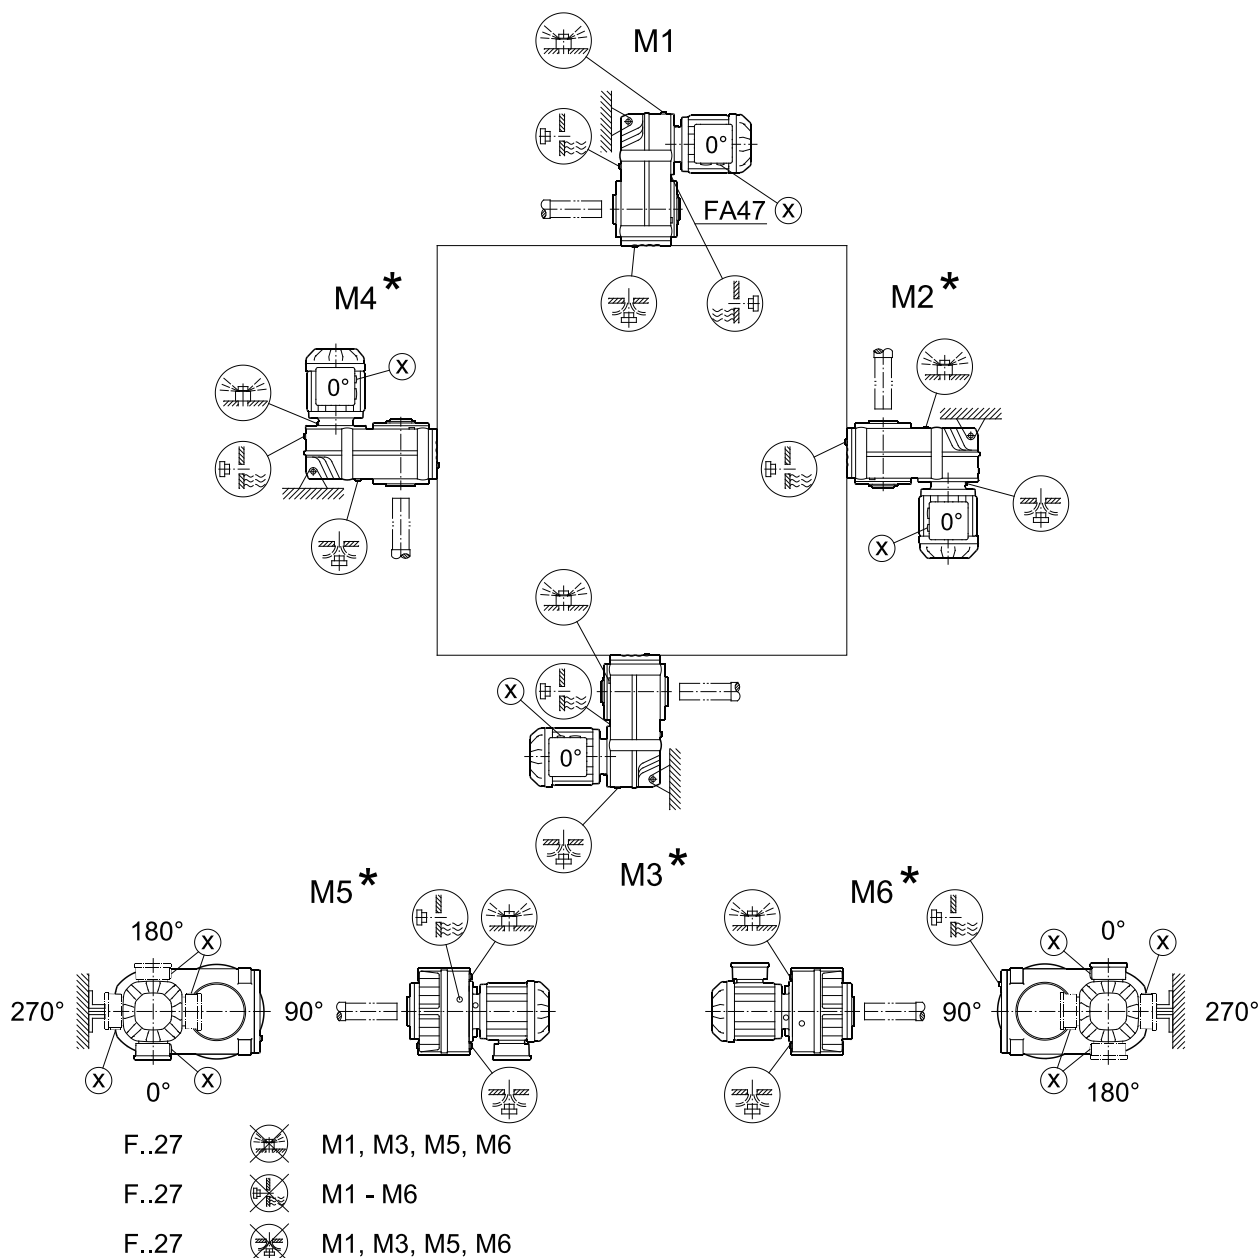 M1
0°
FA47 X
M4*
M2*
X
0°
0°
X
X
0°
M3*
M5*
M6*
180°
X
0°
X
X
270°
90°
90°
270°
X
0°
X
X
180°
F..27 M1, M3, M5, M6
F..27 M1 - M6
F..27 M1, M3, M5, M6